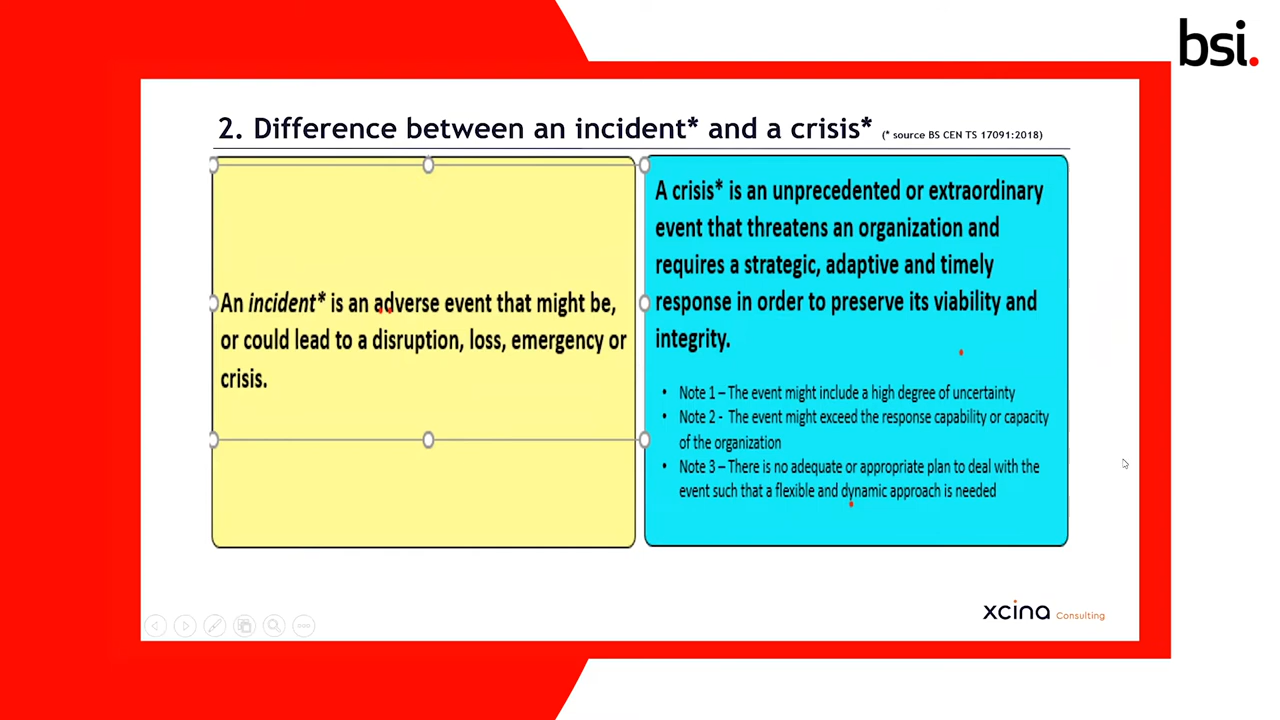 bsi.
2. Difference between an incident* and a crisis* (* source BS CEN TS 17091:2018)
An incident* is an adverse event that might be,
or could lead to a disruption, loss, emergency or
crisis.
A crisis* is an unprecedented or extraordinary
event that threatens an organization and
requires a strategic, adaptive and timely
response in order to preserve its viability and
integrity.
• Note 1 – The event might include a high degree of uncertainty
• Note 2 - The event might exceed the response capability or capacity
of the organization
• Note 3 – There is no adequate or appropriate plan to deal with the
event such that a flexible and dynamic approach is needed
xcina Consulting